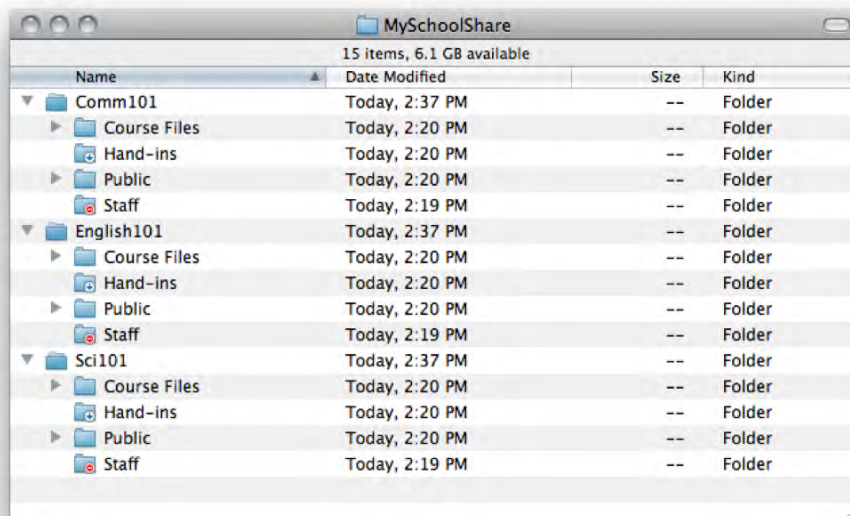 MySchoolShare
15 items, 6.1 GB available
Name Date Modified Size Kind
Comm101 Today, 2:37 PM -- Folder
Course Files Today, 2:20 PM -- Folder
Hand-ins Today, 2:20 PM -- Folder
Public Today, 2:20 PM -- Folder
Staff Today, 2:19 PM -- Folder
English101 Today, 2:37 PM -- Folder
Course Files Today, 2:20 PM -- Folder
Hand-ins Today, 2:20 PM -- Folder
Public Today, 2:20 PM -- Folder
Staff Today, 2:19 PM -- Folder
Sci101 Today, 2:37 PM -- Folder
Course Files Today, 2:20 PM -- Folder
Hand-ins Today, 2:20 PM -- Folder
Public Today, 2:20 PM -- Folder
Staff Today, 2:19 PM -- Folder